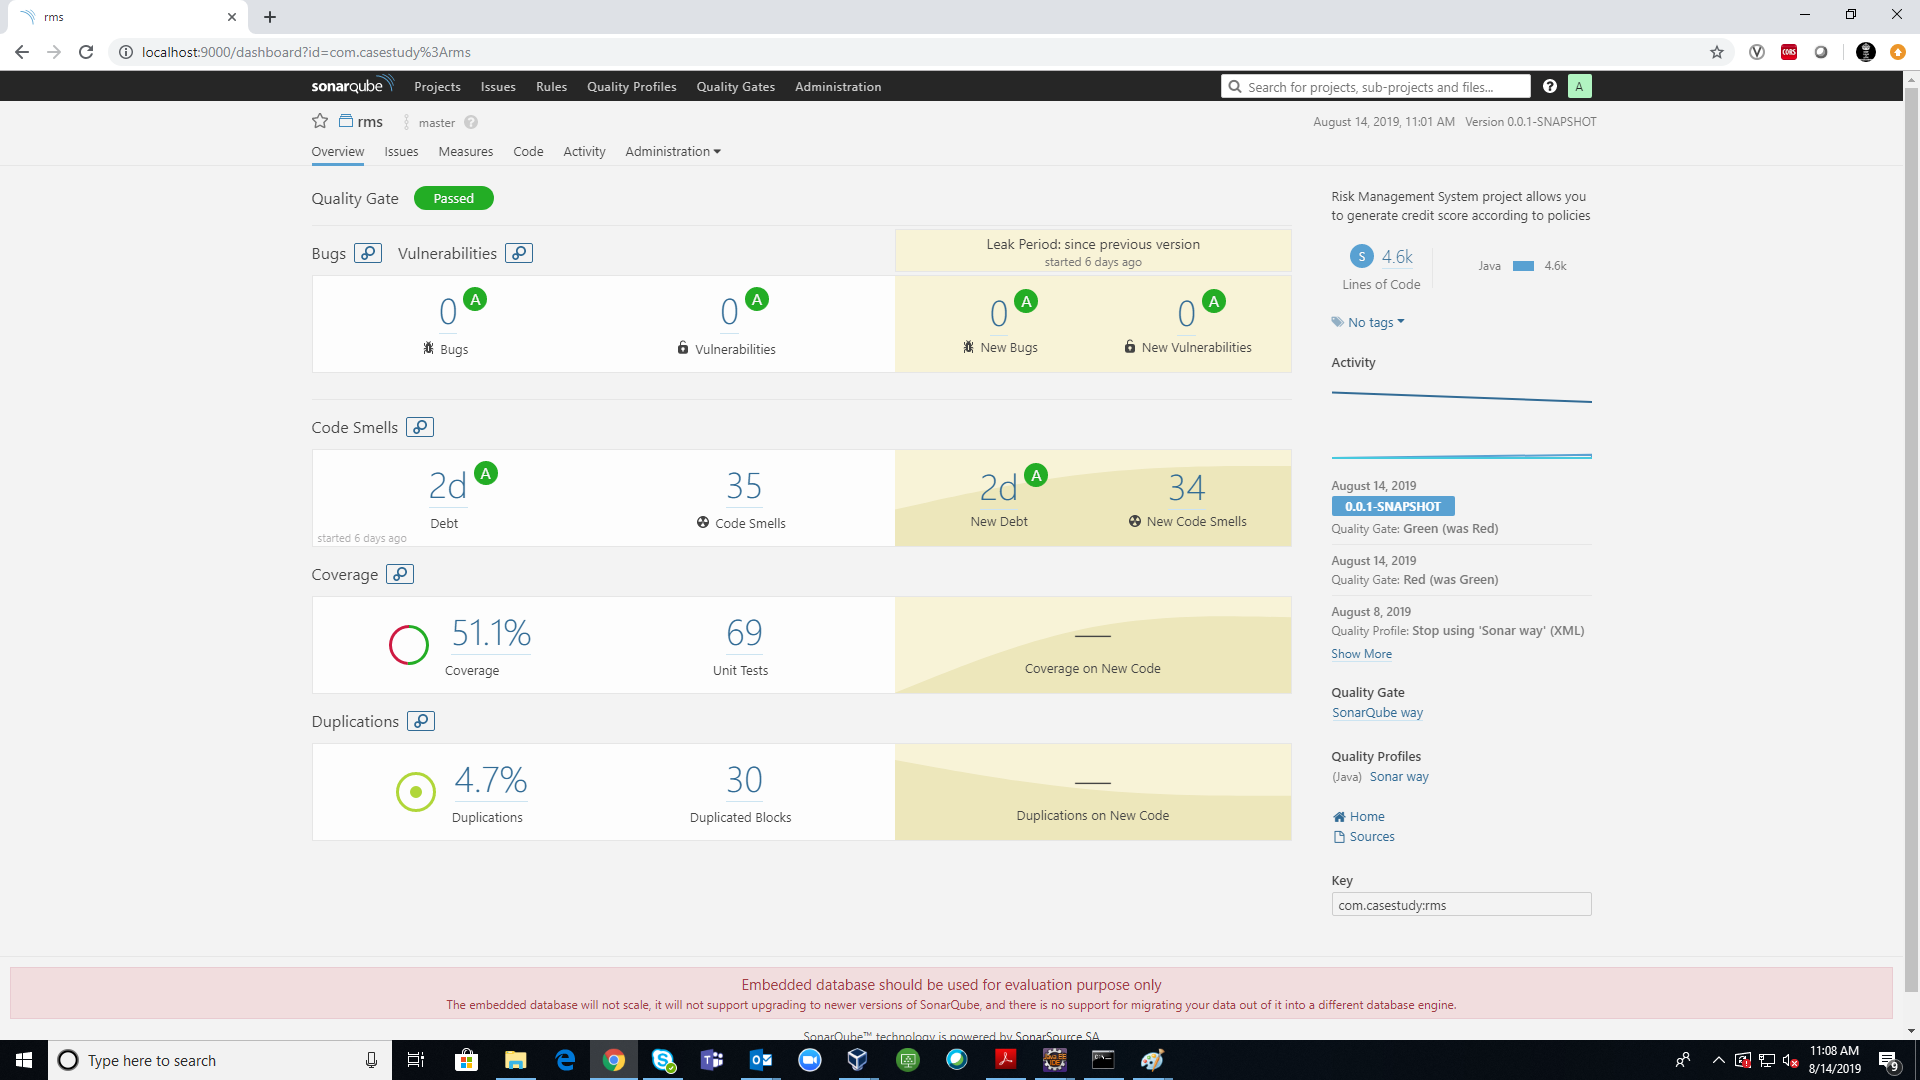 rms
localhost:9000/dashboard?id=com.casestudy%3Arms
CORS
sonarqube Projects Issues Rules Quality Profiles Quality Gates Administration
Search for projects, sub-projects and files...
A
rms master
August 14, 2019, 11:01 AM Version 0.0.1-SNAPSHOT
Overview Issues Measures Code Activity Administration
Quality Gate Passed
Bugs Vulnerabilities
Leak Period: since previous version
started 6 days ago
0 A 0 A 0 A 0 A
Bugs Vulnerabilities New Bugs New Vulnerabilities
Code Smells
2d A 35 2d A 34
Debt Code Smells New Debt New Code Smells
started 6 days ago
Coverage
51.1% 69 —
Coverage Unit Tests Coverage on New Code
Duplications
4.7% 30 —
Duplications Duplicated Blocks Duplications on New Code
Risk Management System project allows you
to generate credit score according to policies
S 4.6k Java 4.6k
Lines of Code
No tags
Activity
August 14, 2019
0.0.1-SNAPSHOT
Quality Gate: Green (was Red)
August 14, 2019
Quality Gate: Red (was Green)
August 8, 2019
Quality Profile: Stop using 'Sonar way' (XML)
Show More
Quality Gate
SonarQube way
Quality Profiles
(Java) Sonar way
Home
Sources
Key
com.casestudy:rms
Embedded database should be used for evaluation purpose only
The embedded database will not scale, it will not support upgrading to newer versions of SonarQube, and there is no support for migrating your data out of it into a different database engine.
SonarQube™ technology is powered by SonarSource SA
Type here to search
11:08 AM
8/14/2019
9